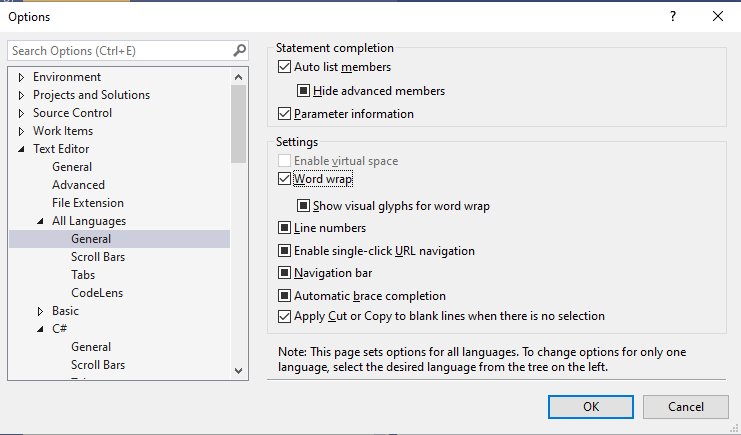 Options
Search Options (Ctrl+E)
Environment
Projects and Solutions
Source Control
Work Items
Text Editor
General
Advanced
File Extension
All Languages
General
Scroll Bars
Tabs
CodeLens
Basic
C#
General
Scroll Bars
Statement completion
Auto list members
Hide advanced members
Parameter information
Settings
Enable virtual space
Word wrap
Show visual glyphs for word wrap
Line numbers
Enable single-click URL navigation
Navigation bar
Automatic brace completion
Apply Cut or Copy to blank lines when there is no selection
Note: This page sets options for all languages. To change options for only one
language, select the desired language from the tree on the left.
OK
Cancel